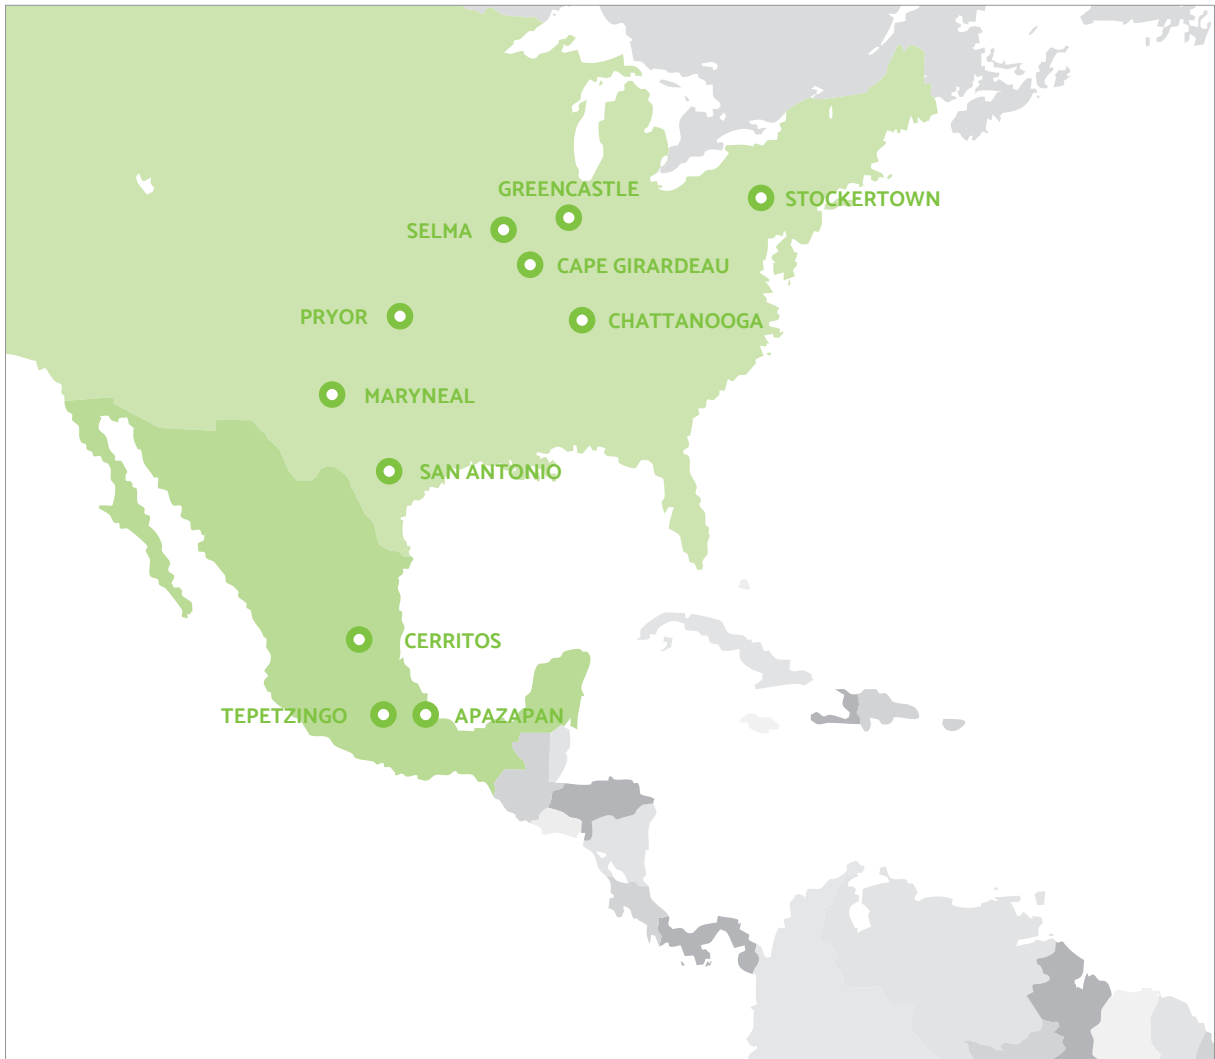 GREENCASTLE
STOCKERTOWN
SELMA
CAPE GIRARDEAU
PRYOR
CHATTANOOGA
MARYNEAL
SAN ANTONIO
CERRITOS
TEPETZINGO
APAZAPAN